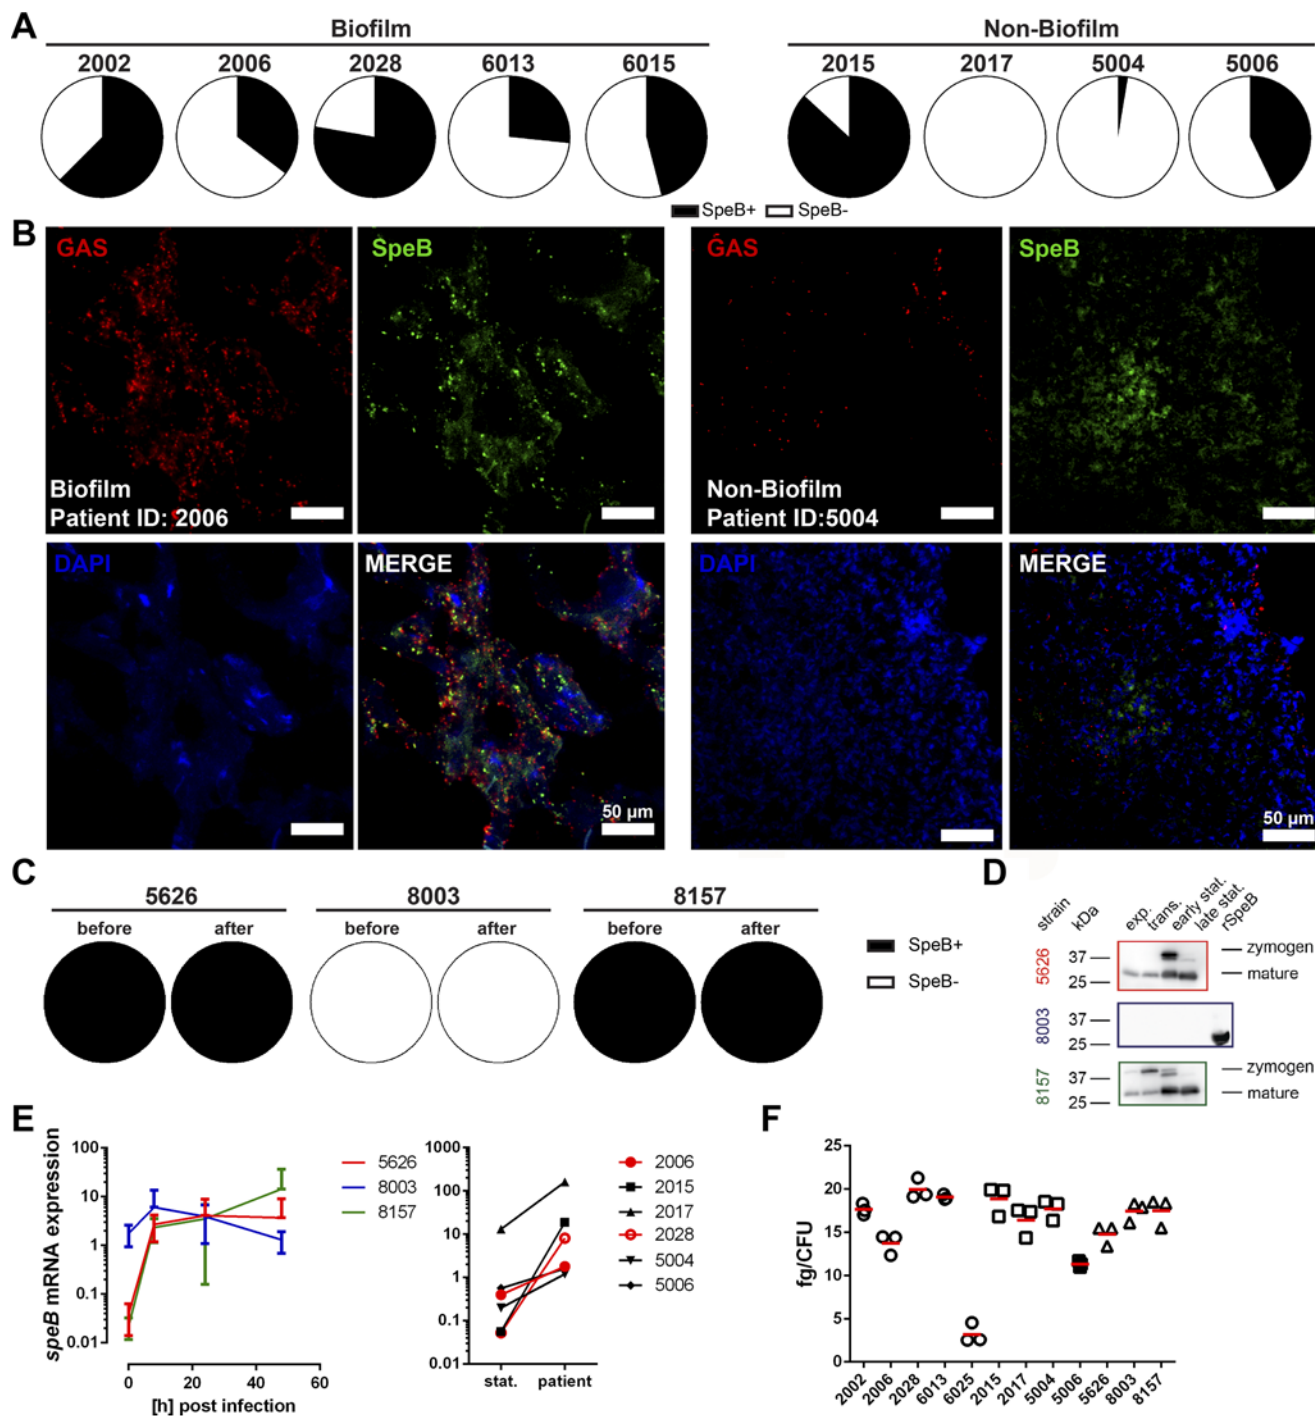 A
Biofilm
Non-Biofilm
2002 2006 2028 6013 6015 2015 2017 5004 5006
SpeB+ SpeB-
B
GAS SpeB GAS SpeB
Biofilm
Patient ID: 2006
Non-Biofilm
Patient ID:5004
DAPI MERGE DAPI MERGE
50 µm 50 µm
C
5626 8003 8157
before after before after before after
SpeB+
SpeB-
D
strain kDa exp. trans. early stat. late stat. rSpeB
5626 37 zymogen
25 mature
8003 37
25
8157 37 zymogen
25 mature
E
speB mRNA expression
100
10
1
0.1
0.01
0 20 40 60
[h] post infection
5626
8003
8157
1000
100
10
1
0.1
0.01
stat. patient
2006
2015
2017
2028
5004
5006
F
fg/CFU
25
20
15
10
5
0
2002 2006 2028 6013 6025 2015 2017 5004 5006 5626 8003 8157